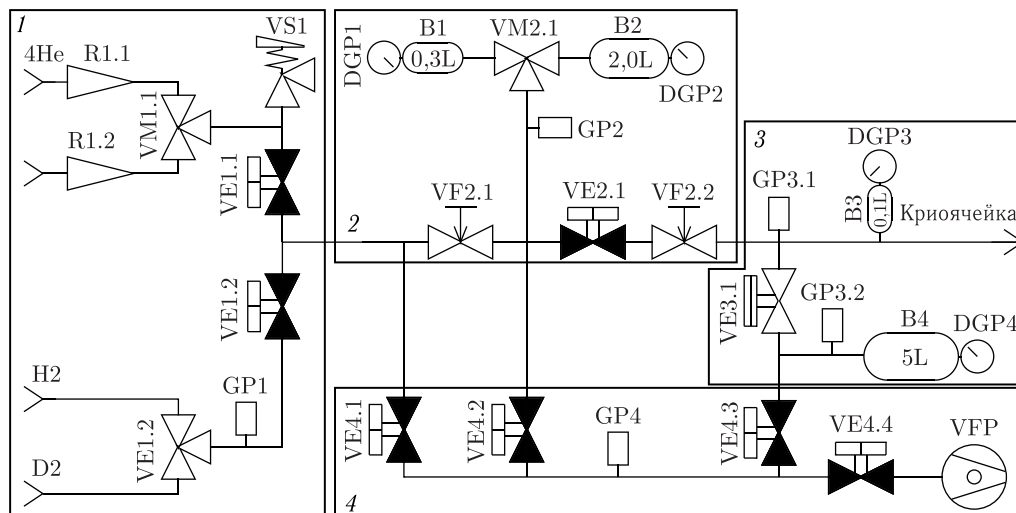 1
4He
R1.1
VM1.1
R1.2
VS1
VE1.1
VE1.2
H2
GP1
VE1.2
D2
2
DGP1
B1
0,3L
VM2.1
B2
2,0L
DGP2
GP2
VF2.1
VE2.1
VF2.2
3
DGP3
GP3.1
B3
0,1L
Криоячейка
VE3.1
GP3.2
B4
5L
DGP4
4
VE4.1
VE4.2
GP4
VE4.3
VE4.4
VFP